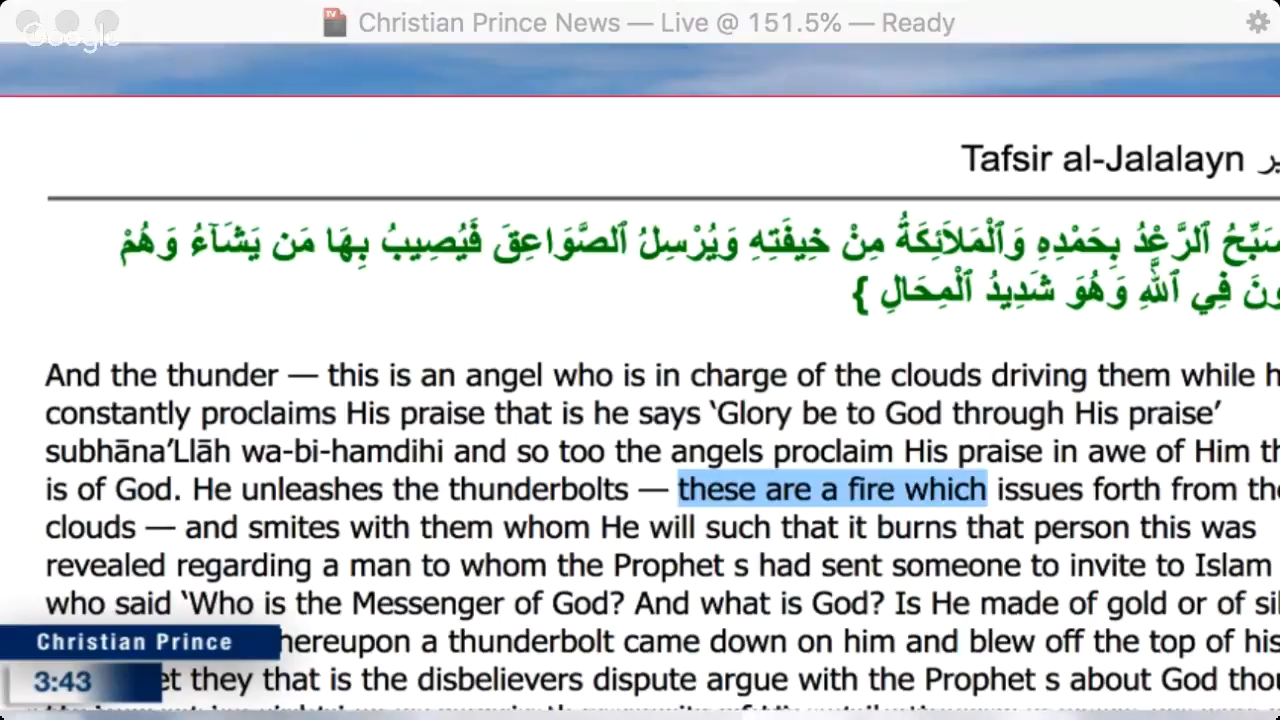 Christian Prince News — Live @ 151.5% — Ready
Google
Tafsir al-Jalalayn
ٱلرَّعْدُ بِحَمْدِهِ وَٱلْمَلاَئِكَةُ مِنْ خِيفَتِهِ وَيُرْسِلُ ٱلصَّوَاعِقَ فَيُصِيبُ بِهَا مَن يَشَآءُ وَهُمْ
فِي ٱللَّهِ وَهُوَ شَدِيدُ ٱلْمِحَالِ }
And the thunder — this is an angel who is in charge of the clouds driving them while
constantly proclaims His praise that is he says ‘Glory be to God through His praise’
subhāna’Llāh wa-bi-hamdihi and so too the angels proclaim His praise in awe of Him
is of God. He unleashes the thunderbolts — these are a fire which issues forth from
clouds — and smites with them whom He will such that it burns that person this was
revealed regarding a man to whom the Prophet s had sent someone to invite to Islam
who said ‘Who is the Messenger of God? And what is God? Is He made of gold or of
hereupon a thunderbolt came down on him and blew off the top of his
they that is the disbelievers dispute argue with the Prophet s about God
Christian Prince
3:43